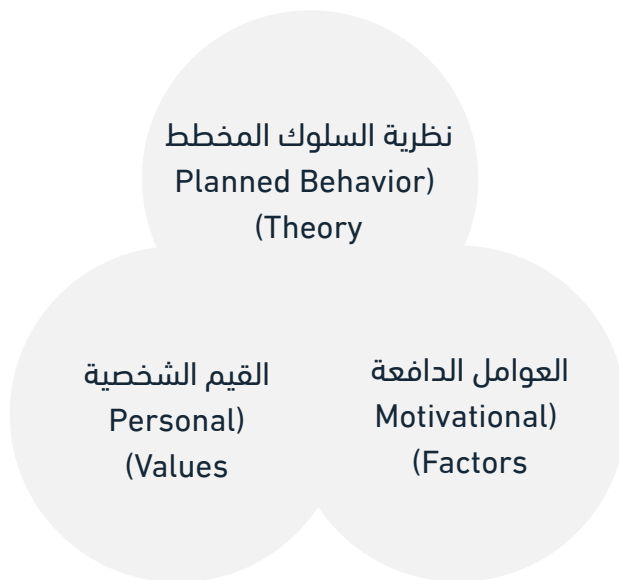 نظرية السلوك المخطط
(Planned Behavior
Theory)
العوامل الدافعة
(Motivational
Factors)
القيم الشخصية
(Personal
Values)